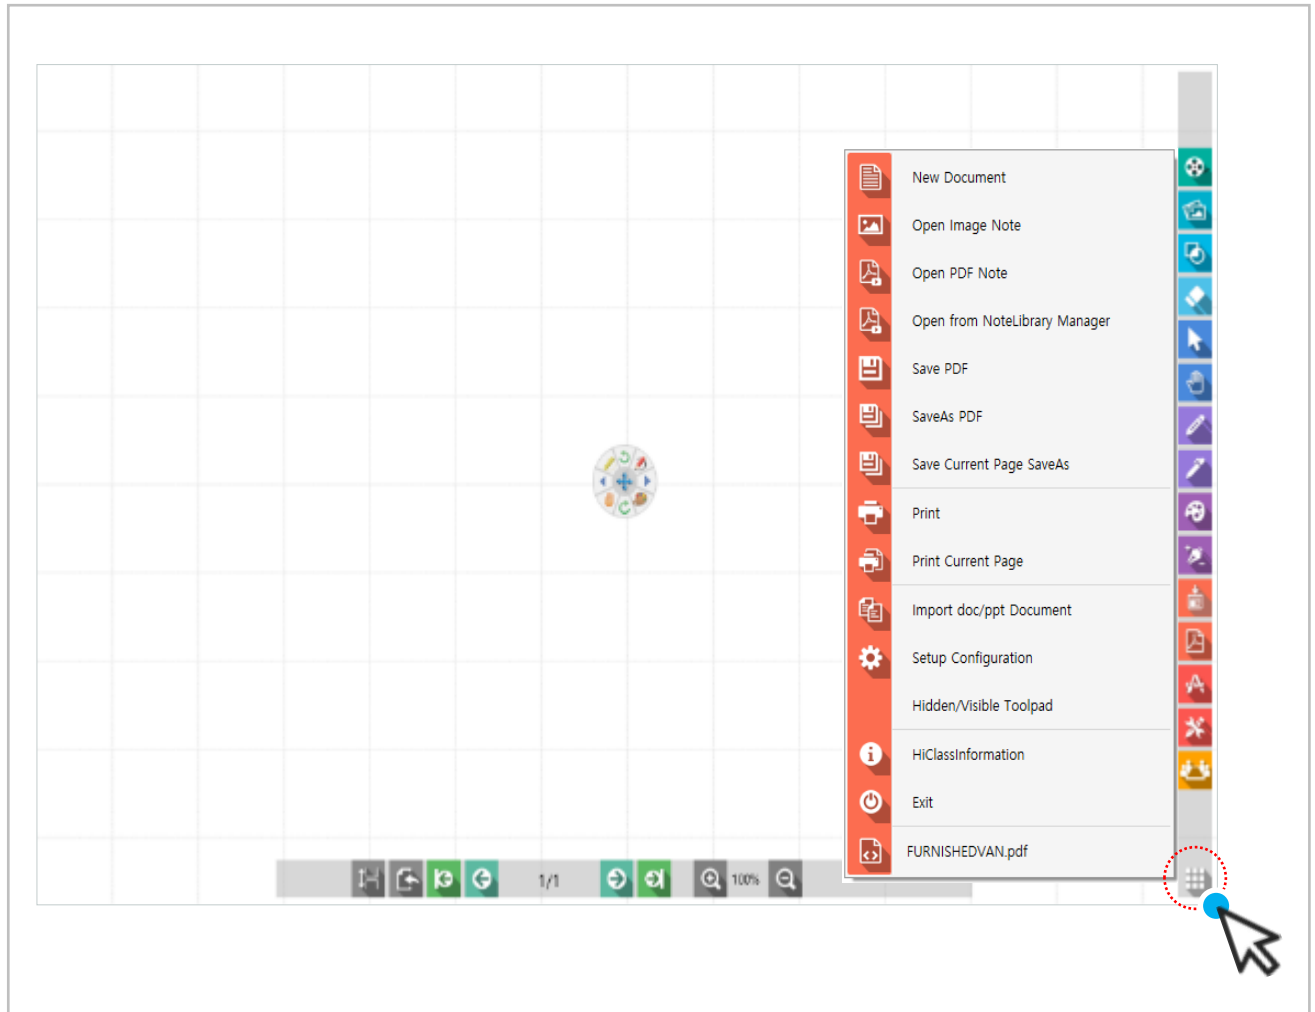 New Document
Open Image Note
Open PDF Note
Open from NoteLibrary Manager
Save PDF
SaveAs PDF
Save Current Page SaveAs
Print
Print Current Page
Import doc/ppt Document
Setup Configuration
Hidden/Visible Toolpad
HiClassInformation
Exit
FURNISHEDVAN.pdf
1/1
100%